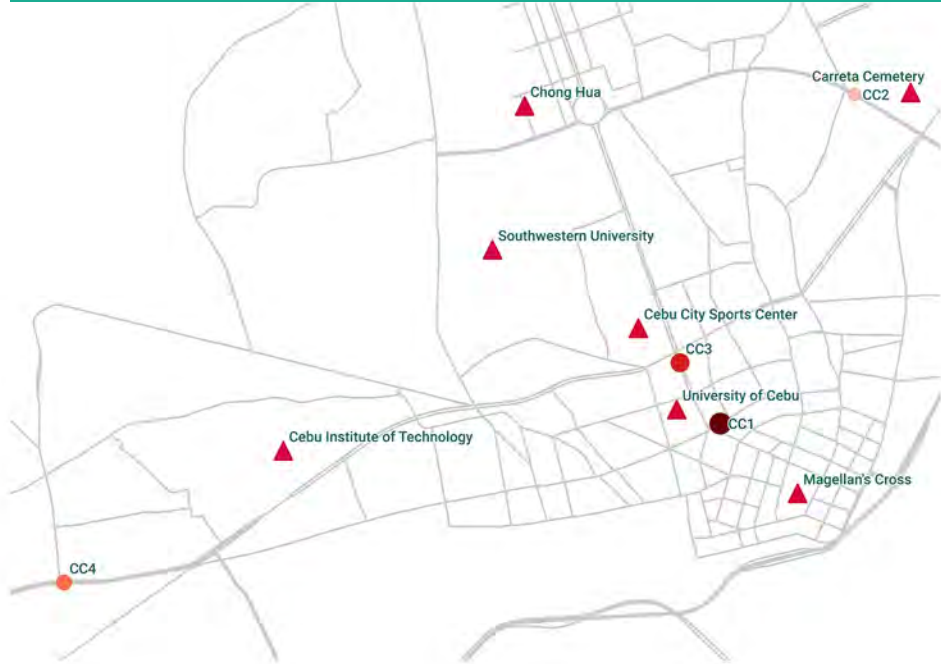 Carreta Cemetery
Chong Hua
CC2
Southwestern University
Cebu City Sports Center
CC3
University of Cebu
CC1
Cebu Institute of Technology
Magellan's Cross
CC4